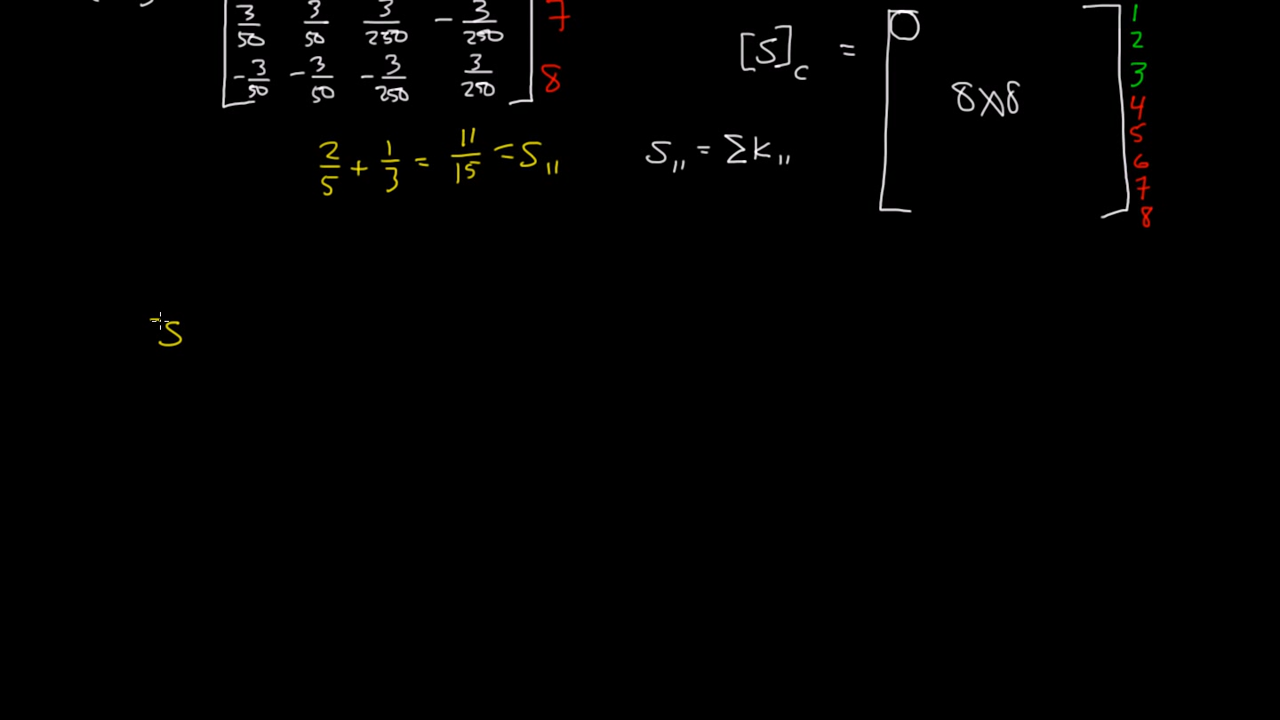 3/50 3/50 3/250 -3/250 7
-3/50 -3/50 -3/250 3/250 8
2/5 + 1/3 = 11/15 = S₁₁
[S]c = 8x8
S₁₁ = ΣK₁₁
1
2
3
4
5
6
7
8
S